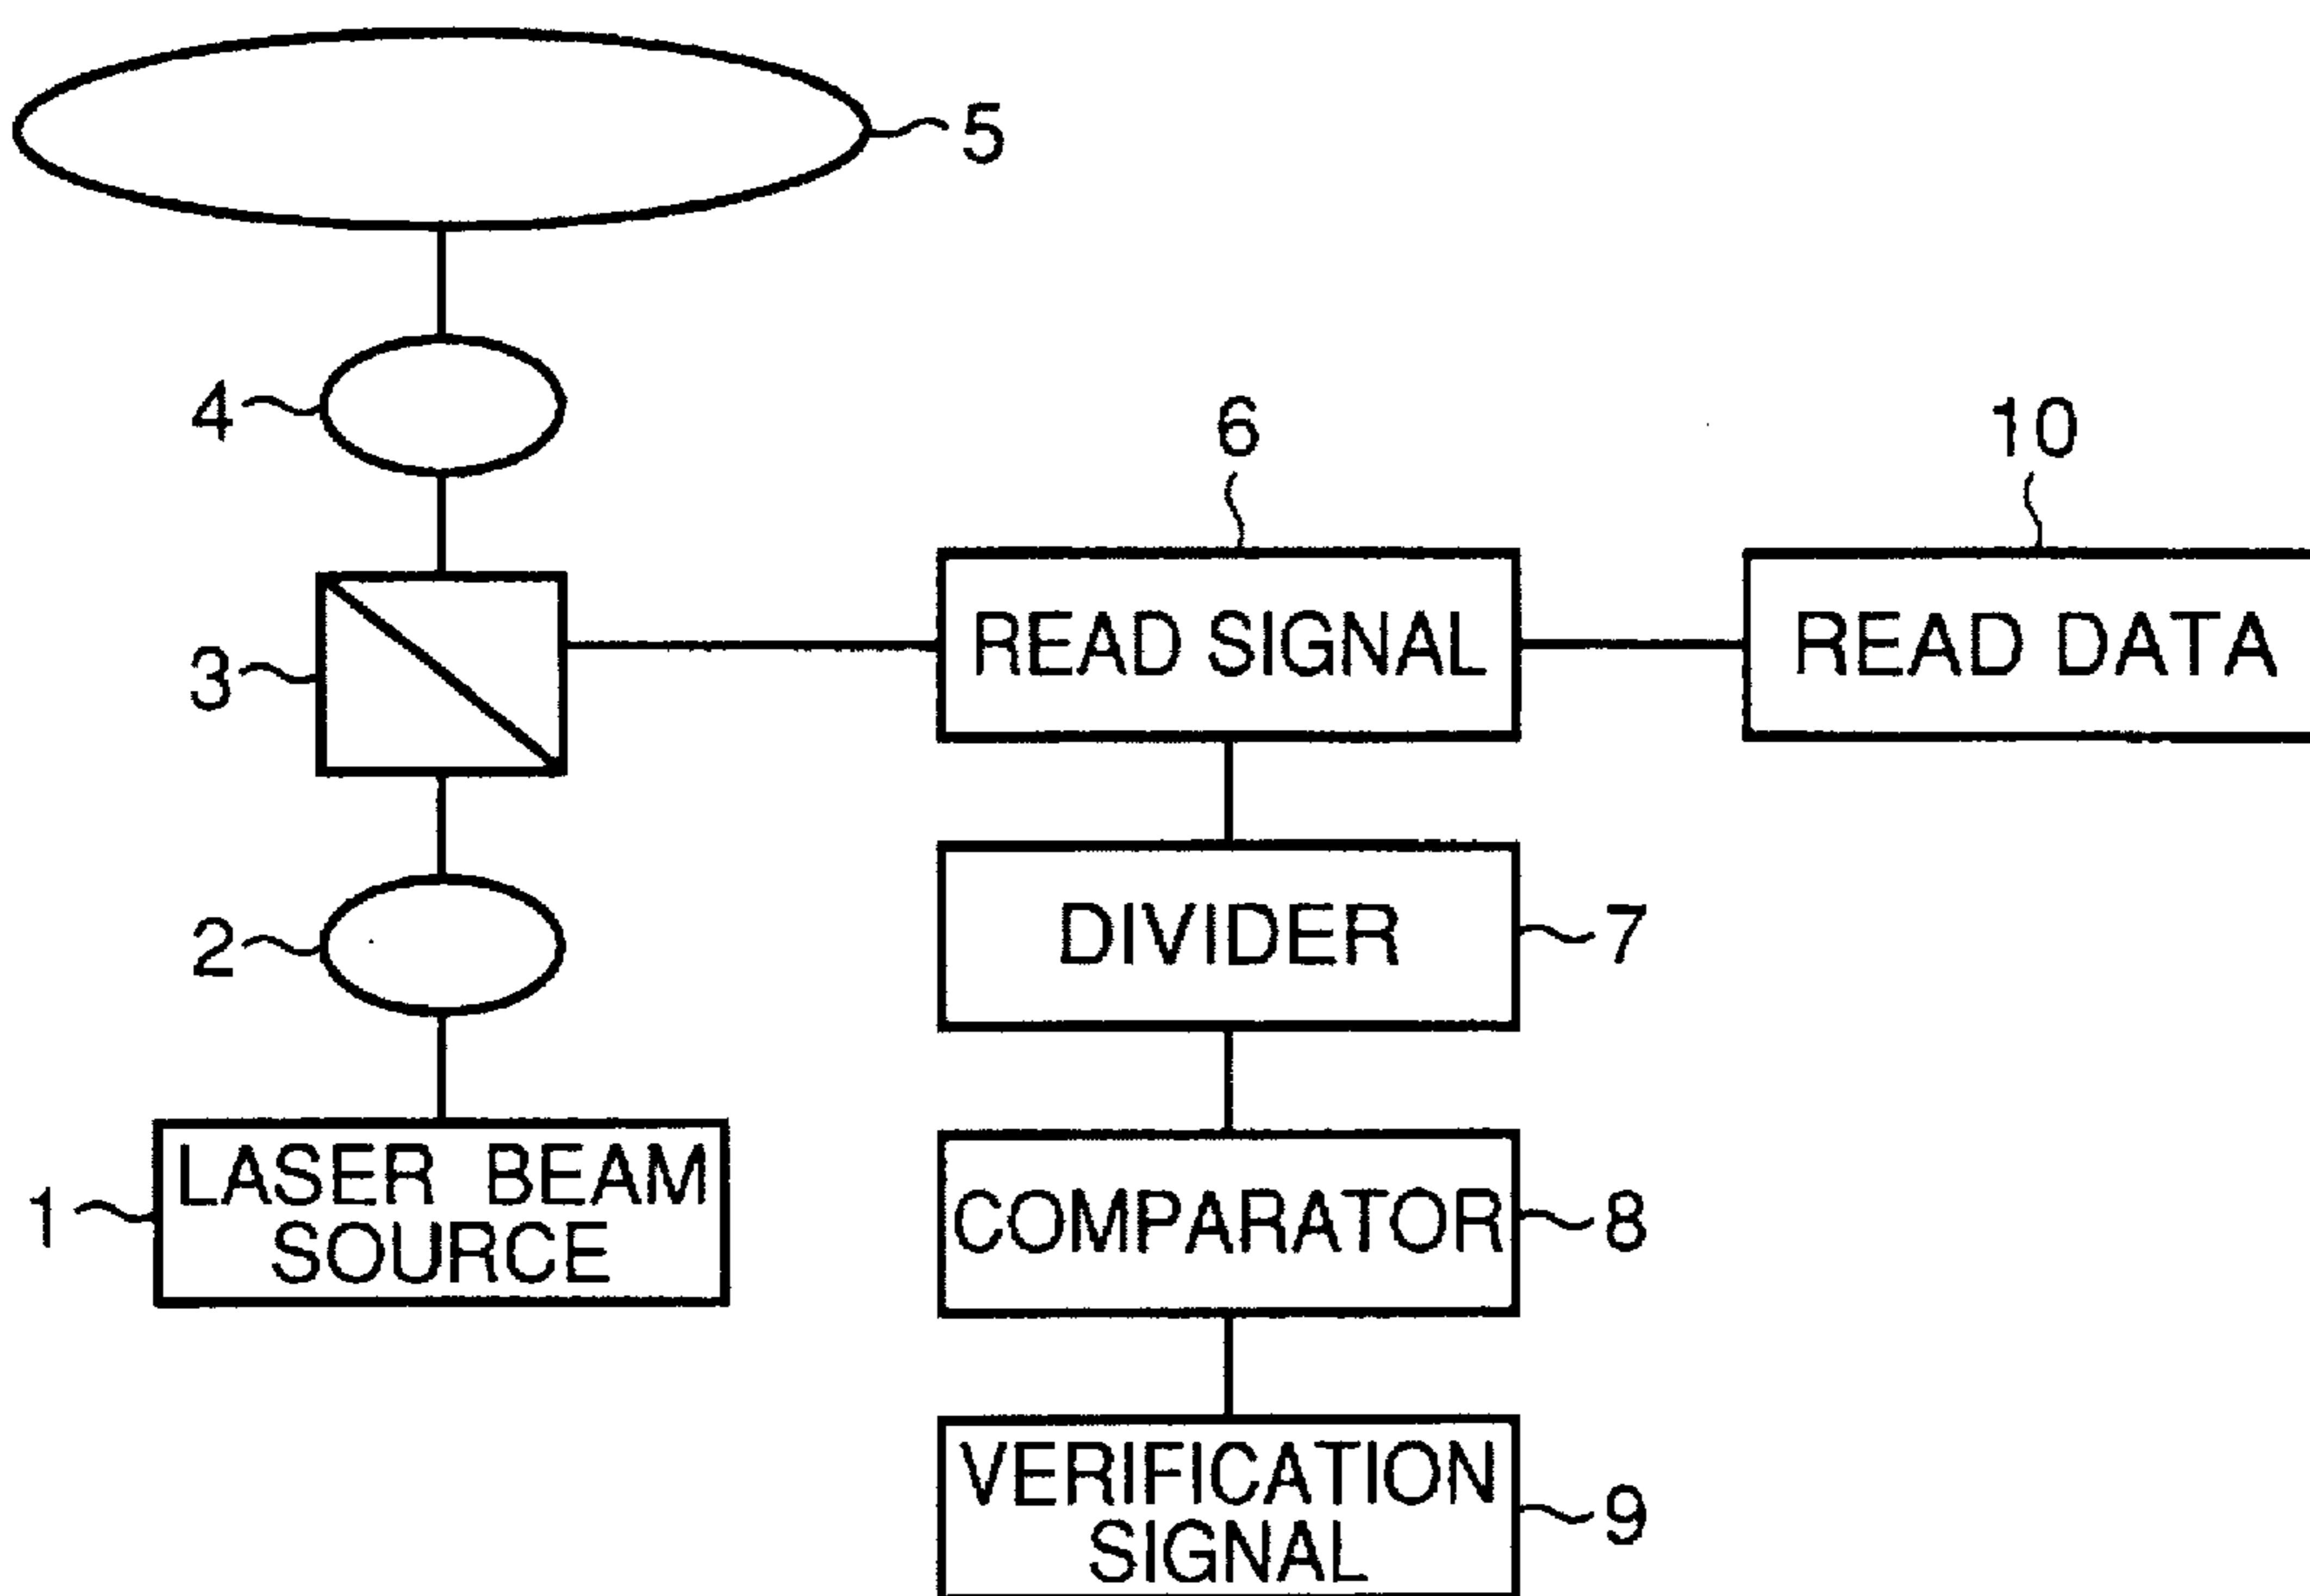 5
4
6
10
READ SIGNAL
READ DATA
3
DIVIDER
7
2
LASER BEAM
SOURCE
1
COMPARATOR
8
VERIFICATION
SIGNAL
9